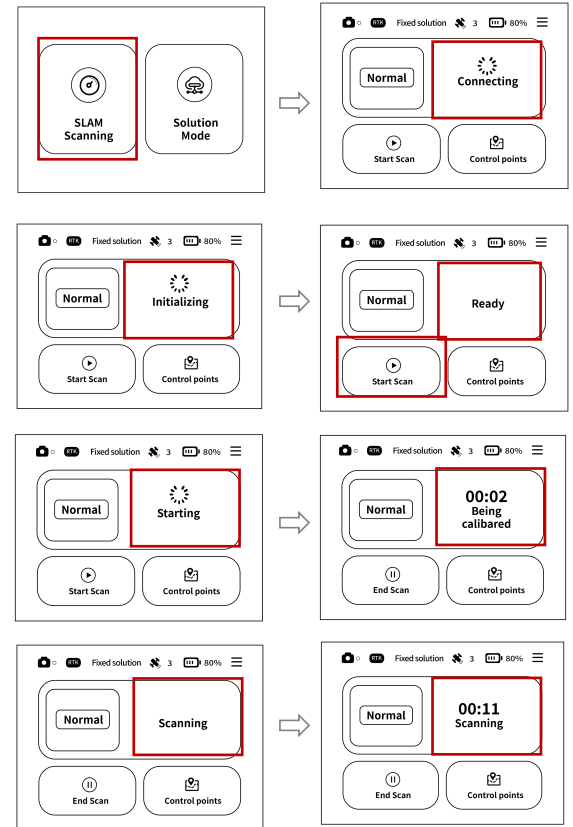 SLAM
Scanning
Solution
Mode
RTK Fixed solution 3 80%
Normal
Connecting
Start Scan
Control points
RTK Fixed solution 3 80%
Normal
Initializing
Start Scan
Control points
RTK Fixed solution 3 80%
Normal
Ready
Start Scan
Control points
RTK Fixed solution 3 80%
Normal
Starting
Start Scan
Control points
RTK Fixed solution 3 80%
Normal
00:02
Being
calibared
End Scan
Control points
RTK Fixed solution 3 80%
Normal
Scanning
End Scan
Control points
RTK Fixed solution 3 80%
Normal
00:11
Scanning
End Scan
Control points